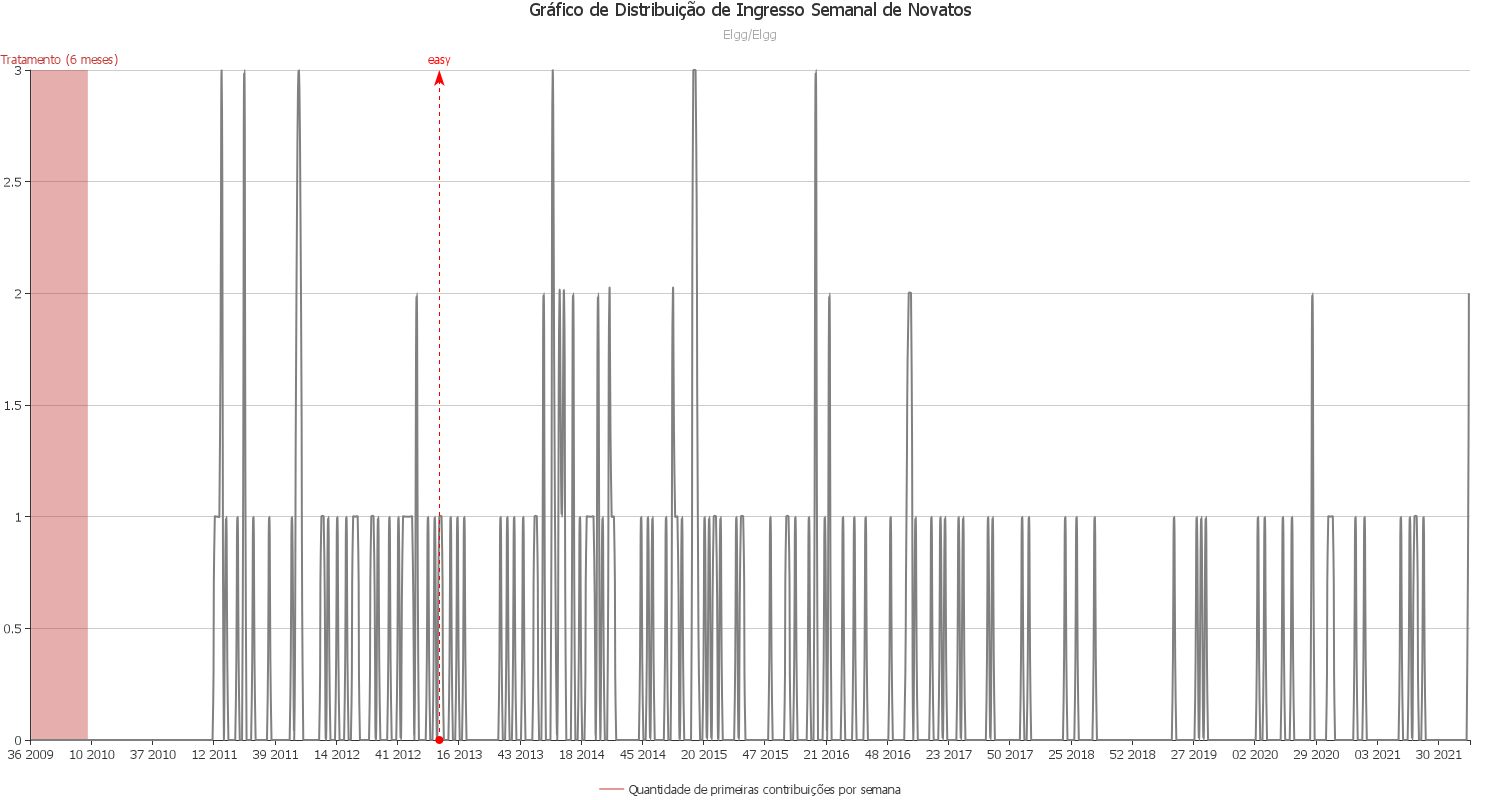 Gráfico de Distribuição de Ingresso Semanal de Novatos
Elgg/Elgg
Tratamento (6 meses)
easy
3
2.5
2
1.5
1
0.5
0
36 2009 10 2010 37 2010 12 2011 39 2011 14 2012 41 2012 16 2013 43 2013 18 2014 45 2014 20 2015 47 2015 21 2016 48 2016 23 2017 50 2017 25 2018 52 2018 27 2019 02 2020 29 2020 03 2021 30 2021
Quantidade de primeiras contribuições por semana